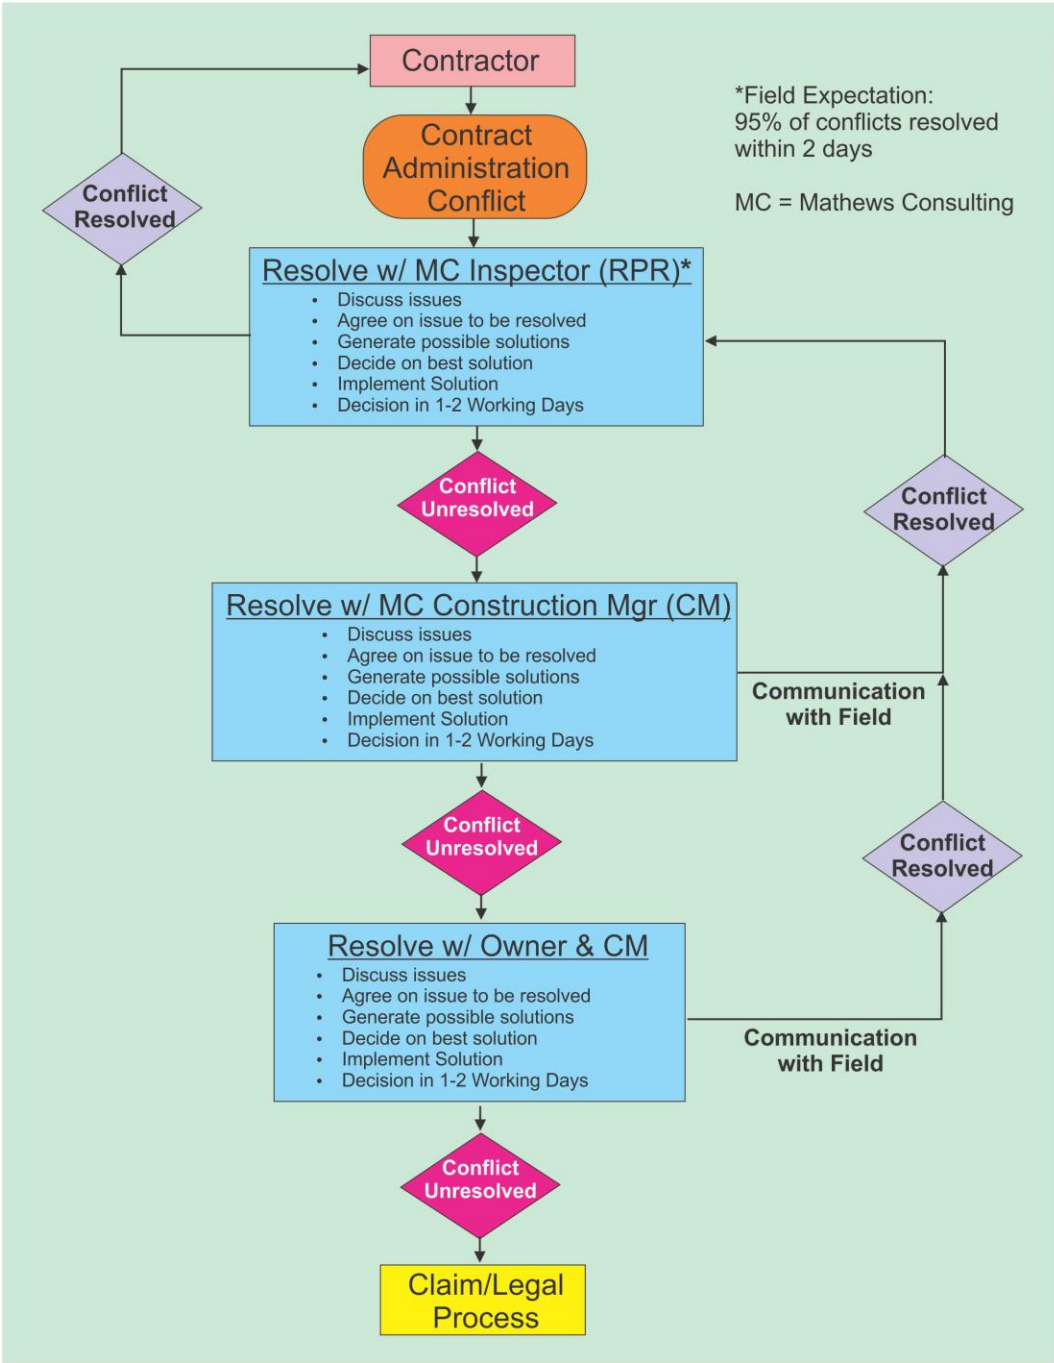 Contractor
*Field Expectation:
95% of conflicts resolved
within 2 days
MC = Mathews Consulting
Contract
Administration
Conflict
Conflict
Resolved
Resolve w/ MC Inspector (RPR)*
• Discuss issues
• Agree on issue to be resolved
• Generate possible solutions
• Decide on best solution
• Implement Solution
• Decision in 1-2 Working Days
Conflict
Unresolved
Conflict
Resolved
Resolve w/ MC Construction Mgr (CM)
• Discuss issues
• Agree on issue to be resolved
• Generate possible solutions
• Decide on best solution
• Implement Solution
• Decision in 1-2 Working Days
Communication
with Field
Conflict
Unresolved
Conflict
Resolved
Resolve w/ Owner & CM
• Discuss issues
• Agree on issue to be resolved
• Generate possible solutions
• Decide on best solution
• Implement Solution
• Decision in 1-2 Working Days
Communication
with Field
Conflict
Unresolved
Claim/Legal
Process